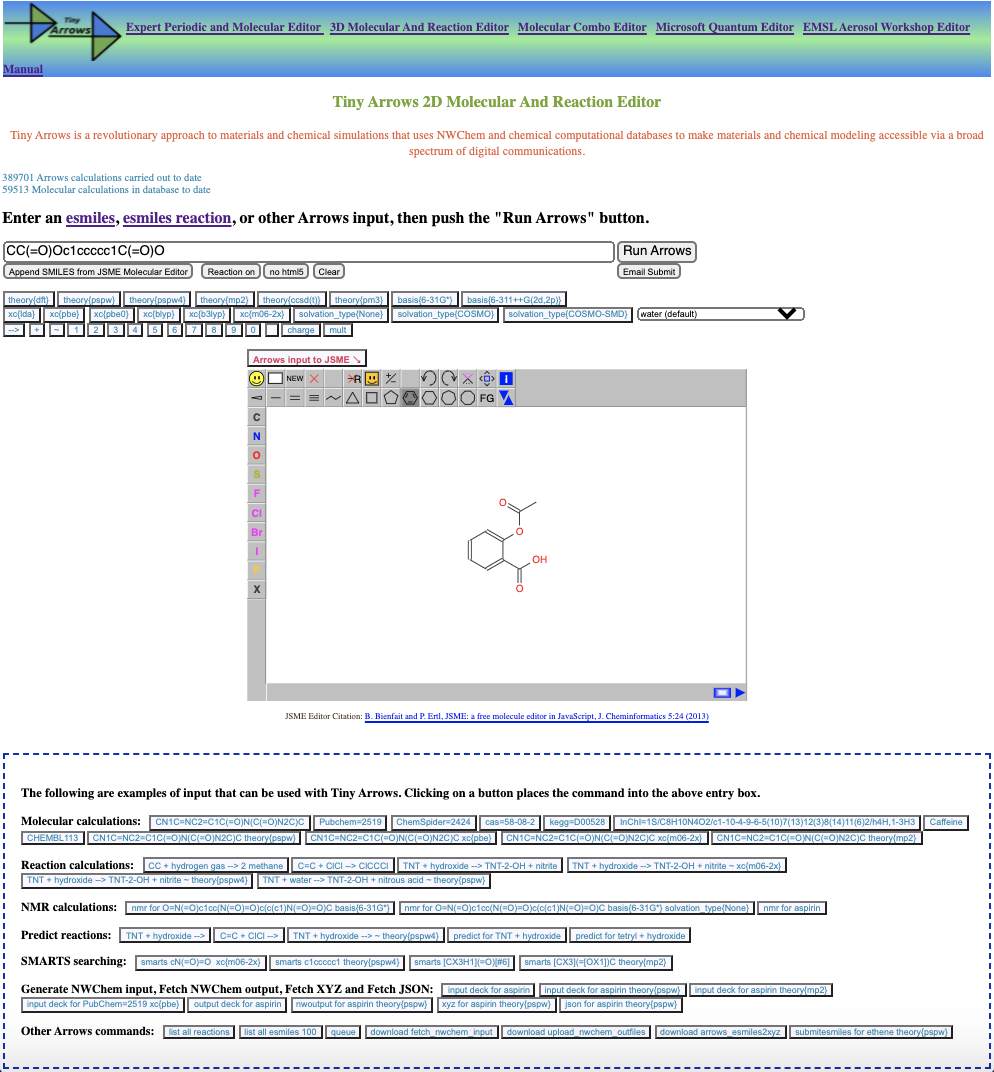 Tiny
Arrows
Expert Periodic and Molecular Editor 3D Molecular And Reaction Editor Molecular Combo Editor Microsoft Quantum Editor EMSL Aerosol Workshop Editor
Manual
Tiny Arrows 2D Molecular And Reaction Editor
Tiny Arrows is a revolutionary approach to materials and chemical simulations that uses NWChem and chemical computational databases to make materials and chemical modeling accessible via a broad
spectrum of digital communications.
389701 Arrows calculations carried out to date
59513 Molecular calculations in database to date
Enter an esmiles, esmiles reaction, or other Arrows input, then push the "Run Arrows" button.
CC(=O)Oc1ccccc1C(=O)O Run Arrows
Append SMILES from JSME Molecular Editor Reaction on no html5 Clear Email Submit
theory{dft} theory{pspw} theory{pspw4} theory{mp2} theory{ccsd(t)} theory{pm3} basis{6-31G*} basis{6-311++G(2d,2p)}
xc{lda} xc{pbe} xc{pbe0} xc{blyp} xc{b3lyp} xc{m06-2x} solvation_type{None} solvation_type{COSMO} solvation_type{COSMO-SMD} water (default)
--> + ~ 1 2 3 4 5 6 7 8 9 0 charge mult
Arrows input to JSME ↘
NEW R +/-
FG
C
N
O
S
F
Cl
Br
I
P
X
O
O
OH
O
JSME Editor Citation: B. Bienfait and P. Ertl, JSME: a free molecule editor in JavaScript, J. Cheminformatics 5:24 (2013)
The following are examples of input that can be used with Tiny Arrows. Clicking on a button places the command into the above entry box.
Molecular calculations: CN1C=NC2=C1C(=O)N(C(=O)N2C)C Pubchem=2519 ChemSpider=2424 cas=58-08-2 kegg=D00528 InChI=1S/C8H10N4O2/c1-10-4-9-6-5(10)7(13)12(3)8(14)11(6)2/h4H,1-3H3 Caffeine
CHEMBL113 CN1C=NC2=C1C(=O)N(C(=O)N2C)C theory{pspw} CN1C=NC2=C1C(=O)N(C(=O)N2C)C xc{pbe} CN1C=NC2=C1C(=O)N(C(=O)N2C)C xc{m06-2x} CN1C=NC2=C1C(=O)N(C(=O)N2C)C theory{mp2}
Reaction calculations: CC + hydrogen gas --> 2 methane C=C + ClCl --> ClCCCl TNT + hydroxide --> TNT-2-OH + nitrite TNT + hydroxide --> TNT-2-OH + nitrite ~ xc{m06-2x}
TNT + hydroxide --> TNT-2-OH + nitrite ~ theory{pspw4} TNT + water --> TNT-2-OH + nitrous acid ~ theory{pspw}
NMR calculations: nmr for O=N(=O)c1cc(N(=O)=O)c(c(c1)N(=O)=O)C basis{6-31G*} nmr for O=N(=O)c1cc(N(=O)=O)c(c(c1)N(=O)=O)C basis{6-31G*} solvation_type{None} nmr for aspirin
Predict reactions: TNT + hydroxide --> C=C + ClCl --> TNT + hydroxide --> ~ theory{pspw4} predict for TNT + hydroxide predict for tetryl + hydroxide
SMARTS searching: smarts cN(=O)=O xc{m06-2x} smarts c1ccccc1 theory{pspw4} smarts [CX3H1](=O)[#6] smarts [CX3](=[OX1])C theory{mp2}
Generate NWChem input, Fetch NWChem output, Fetch XYZ and Fetch JSON: input deck for aspirin input deck for aspirin theory{pspw} input deck for aspirin theory{mp2}
input deck for PubChem=2519 xc{pbe} output deck for aspirin nwoutput for aspirin theory{pspw} xyz for aspirin theory{pspw} json for aspirin theory{pspw}
Other Arrows commands: list all reactions list all esmiles 100 queue download fetch_nwchem_input download upload_nwchem_outfiles download arrows_esmiles2xyz submitesmiles for ethene theory{pspw}